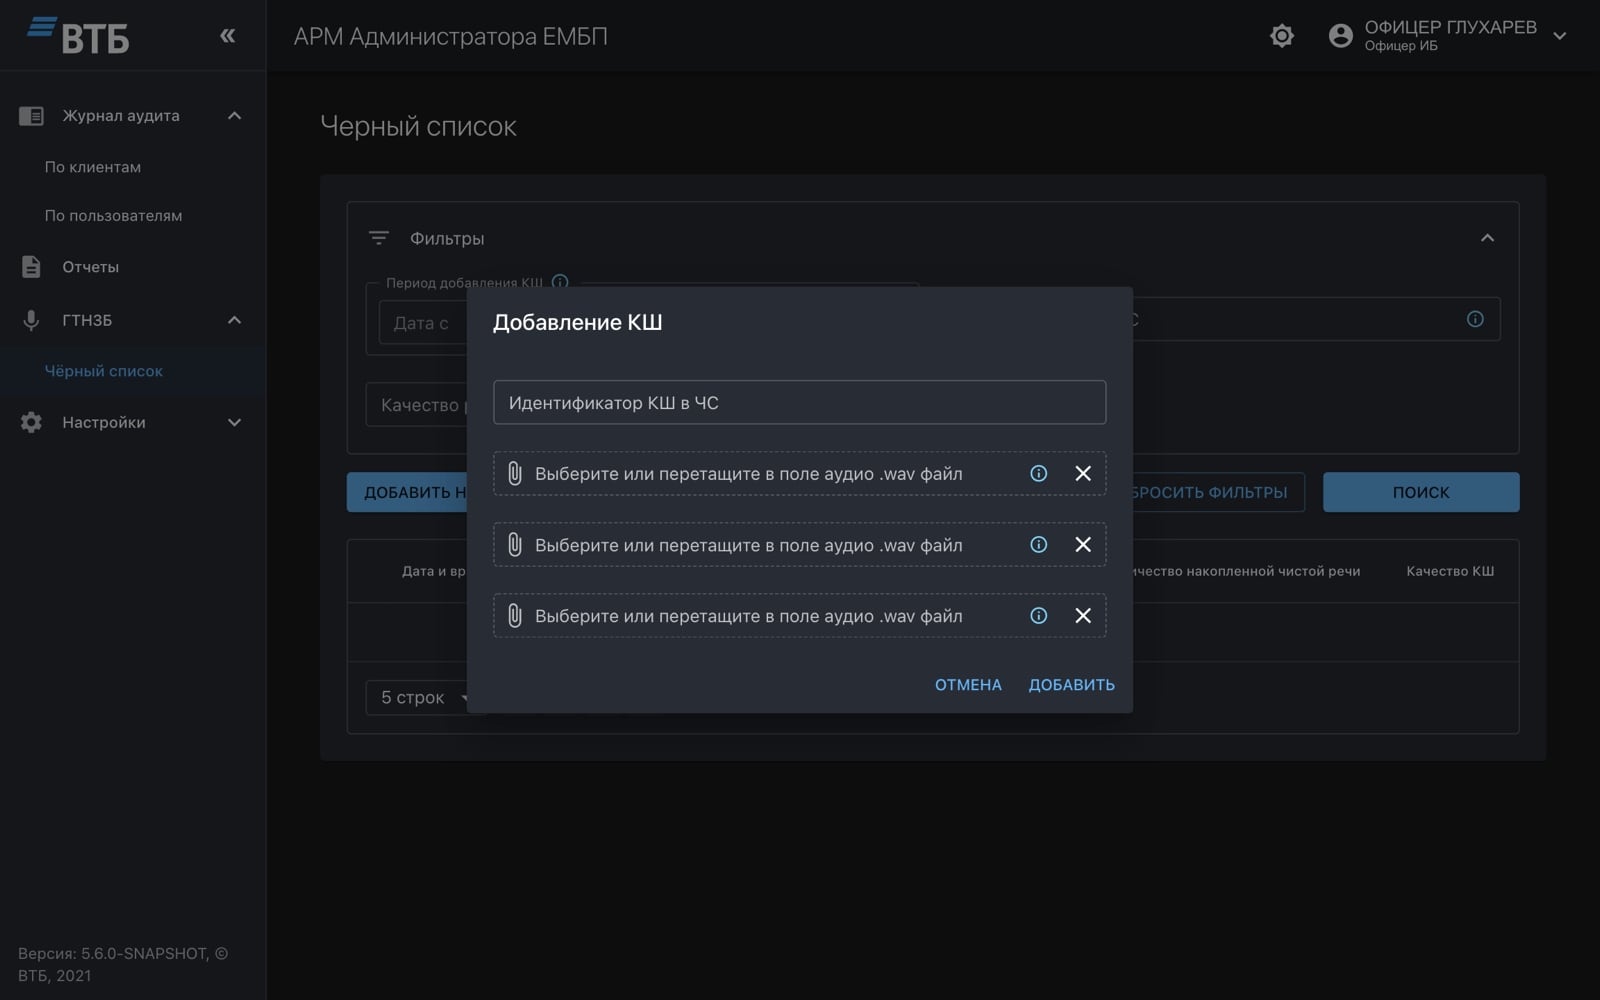 ВТБ
АРМ Администратора ЕМБП
ОФИЦЕР ГЛУХАРЕВ
Офицер ИБ
Журнал аудита
По клиентам
По пользователям
Отчеты
ГТНЗБ
Чёрный список
Настройки
Версия: 5.6.0-SNAPSHOT, ©
ВТБ, 2021
Черный список
Фильтры
Период добавления КШ
Дата с
Качество
ДОБАВИТЬ
СБРОСИТЬ ФИЛЬТРЫ
ПОИСК
Дата и вр
ичество накопленной чистой речи
Качество КШ
5 строк
Добавление КШ
Идентификатор КШ в ЧС
Выберите или перетащите в поле аудио .wav файл
Выберите или перетащите в поле аудио .wav файл
Выберите или перетащите в поле аудио .wav файл
ОТМЕНА
ДОБАВИТЬ